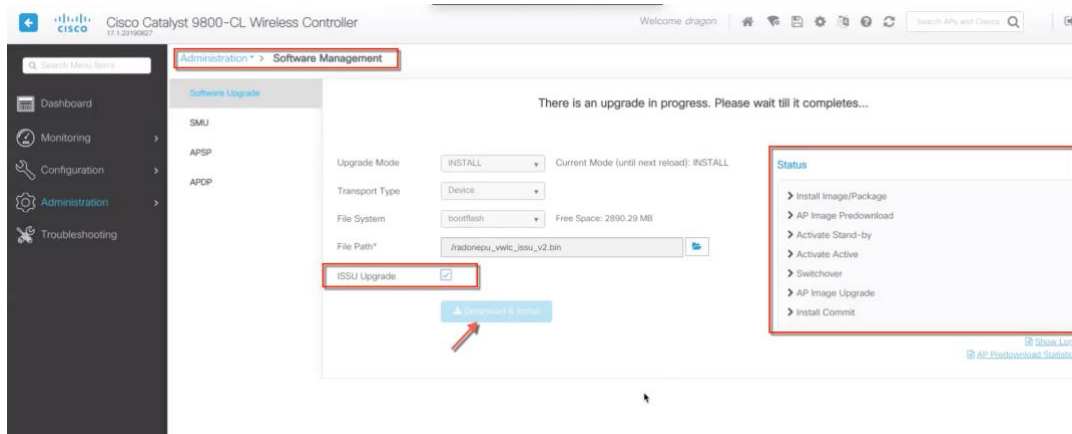 cisco
Cisco Catalyst 9800-CL Wireless Controller
17.1.20190827
Welcome dragon
Search APs and Clients
Search Menu Items
Dashboard
Monitoring
Configuration
Administration
Troubleshooting
Administration > Software Management
Software Upgrade
SMU
APSP
APDP
There is an upgrade in progress. Please wait till it completes...
Upgrade Mode INSTALL Current Mode (until next reload): INSTALL
Transport Type Device
File System bootflash Free Space: 2890.29 MB
File Path* /radonepu_vwlc_issu_v2.bin
ISSU Upgrade
Download & Install
Status
Install Image/Package
AP Image Predownload
Activate Stand-by
Activate Active
Switchover
AP Image Upgrade
Install Commit
Show Log
AP Predownload